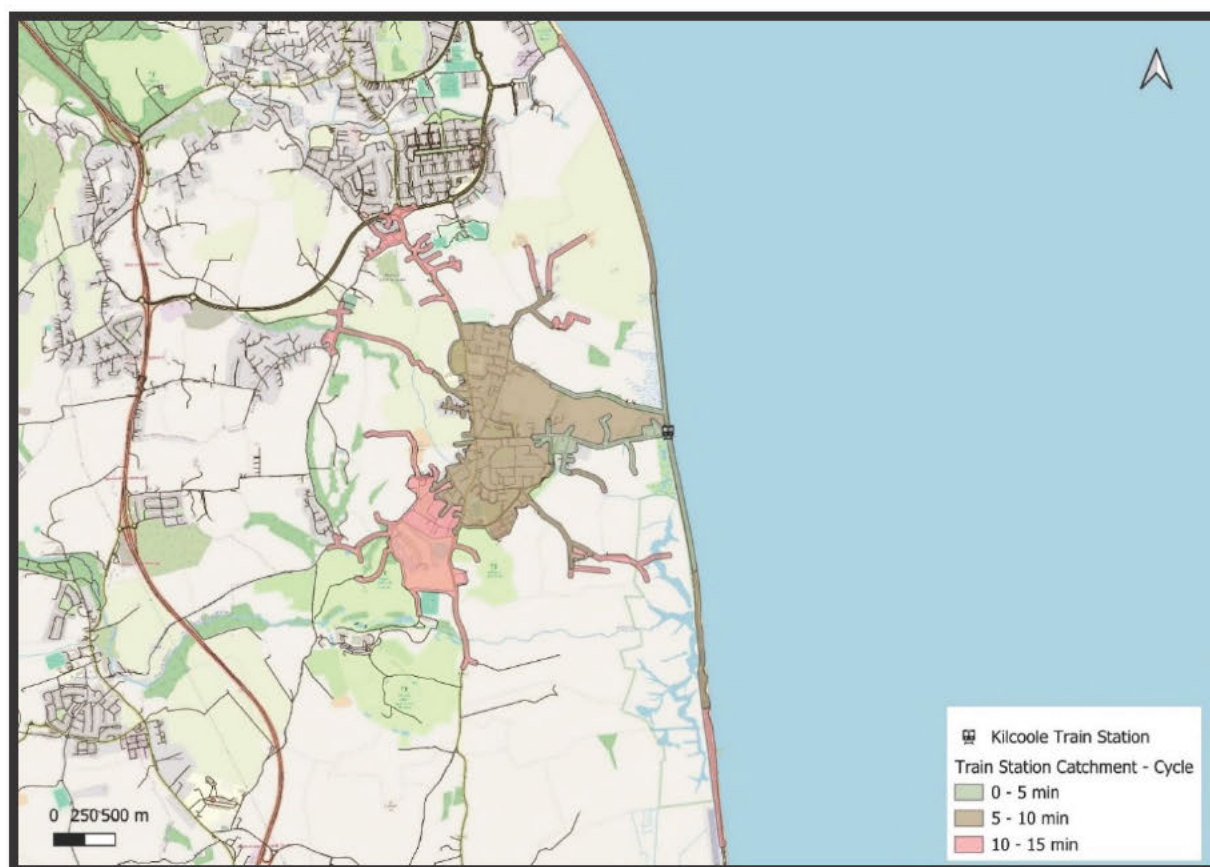 0 250 500 m
Kilcoole Train Station
Train Station Catchment - Cycle
0 - 5 min
5 - 10 min
10 - 15 min